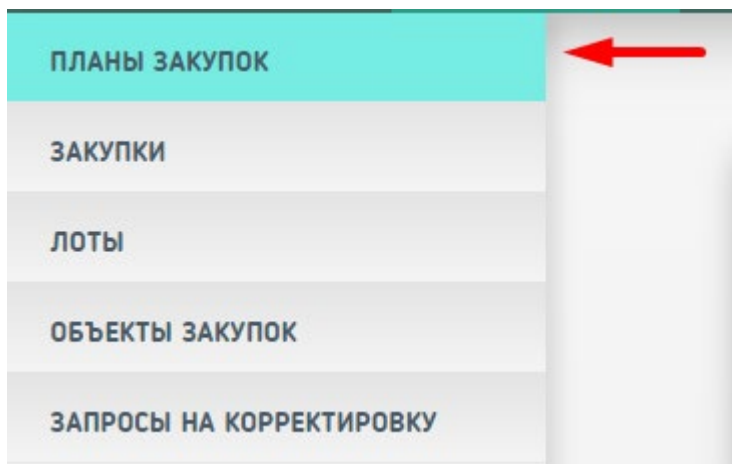 ПЛАНЫ ЗАКУПОК
ЗАКУПКИ
ЛОТЫ
ОБЪЕКТЫ ЗАКУПОК
ЗАПРОСЫ НА КОРРЕКТИРОВКУ